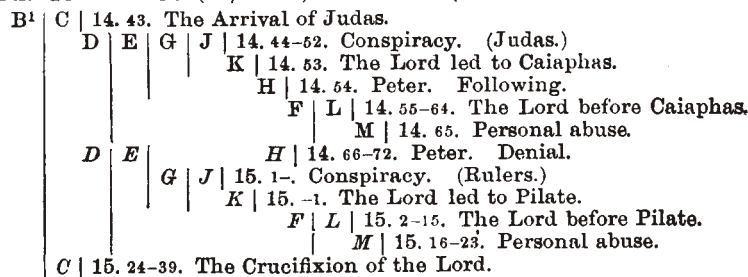 B¹ | C | 14. 43. The Arrival of Judas.
D | E | G | J | 14. 44-52. Conspiracy. (Judas.)
K | 14. 53. The Lord led to Caiaphas.
H | 14. 54. Peter. Following.
F | L | 14. 55-64. The Lord before Caiaphas.
M | 14. 65. Personal abuse.
D | E | H | 14. 66-72. Peter. Denial.
G | J | 15. 1-. Conspiracy. (Rulers.)
K | 15. -1. The Lord led to Pilate.
F | L | 15. 2-15. The Lord before Pilate.
M | 15. 16-23. Personal abuse.
C | 15. 24-39. The Crucifixion of the Lord.